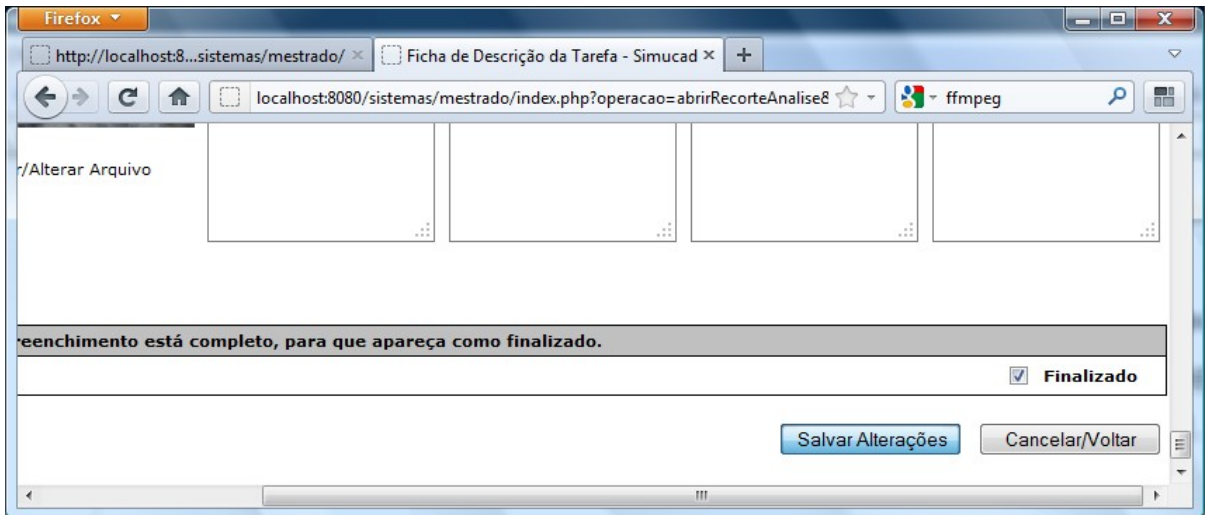 Firefox
http://localhost:8...sistemas/mestrado/
Ficha de Descrição da Tarefa - Simucad
localhost:8080/sistemas/mestrado/index.php?operacao=abrirRecorteAnalise&
ffmpeg
r/Alterar Arquivo
reenchimento está completo, para que apareça como finalizado.
Finalizado
Salvar Alterações
Cancelar/Voltar